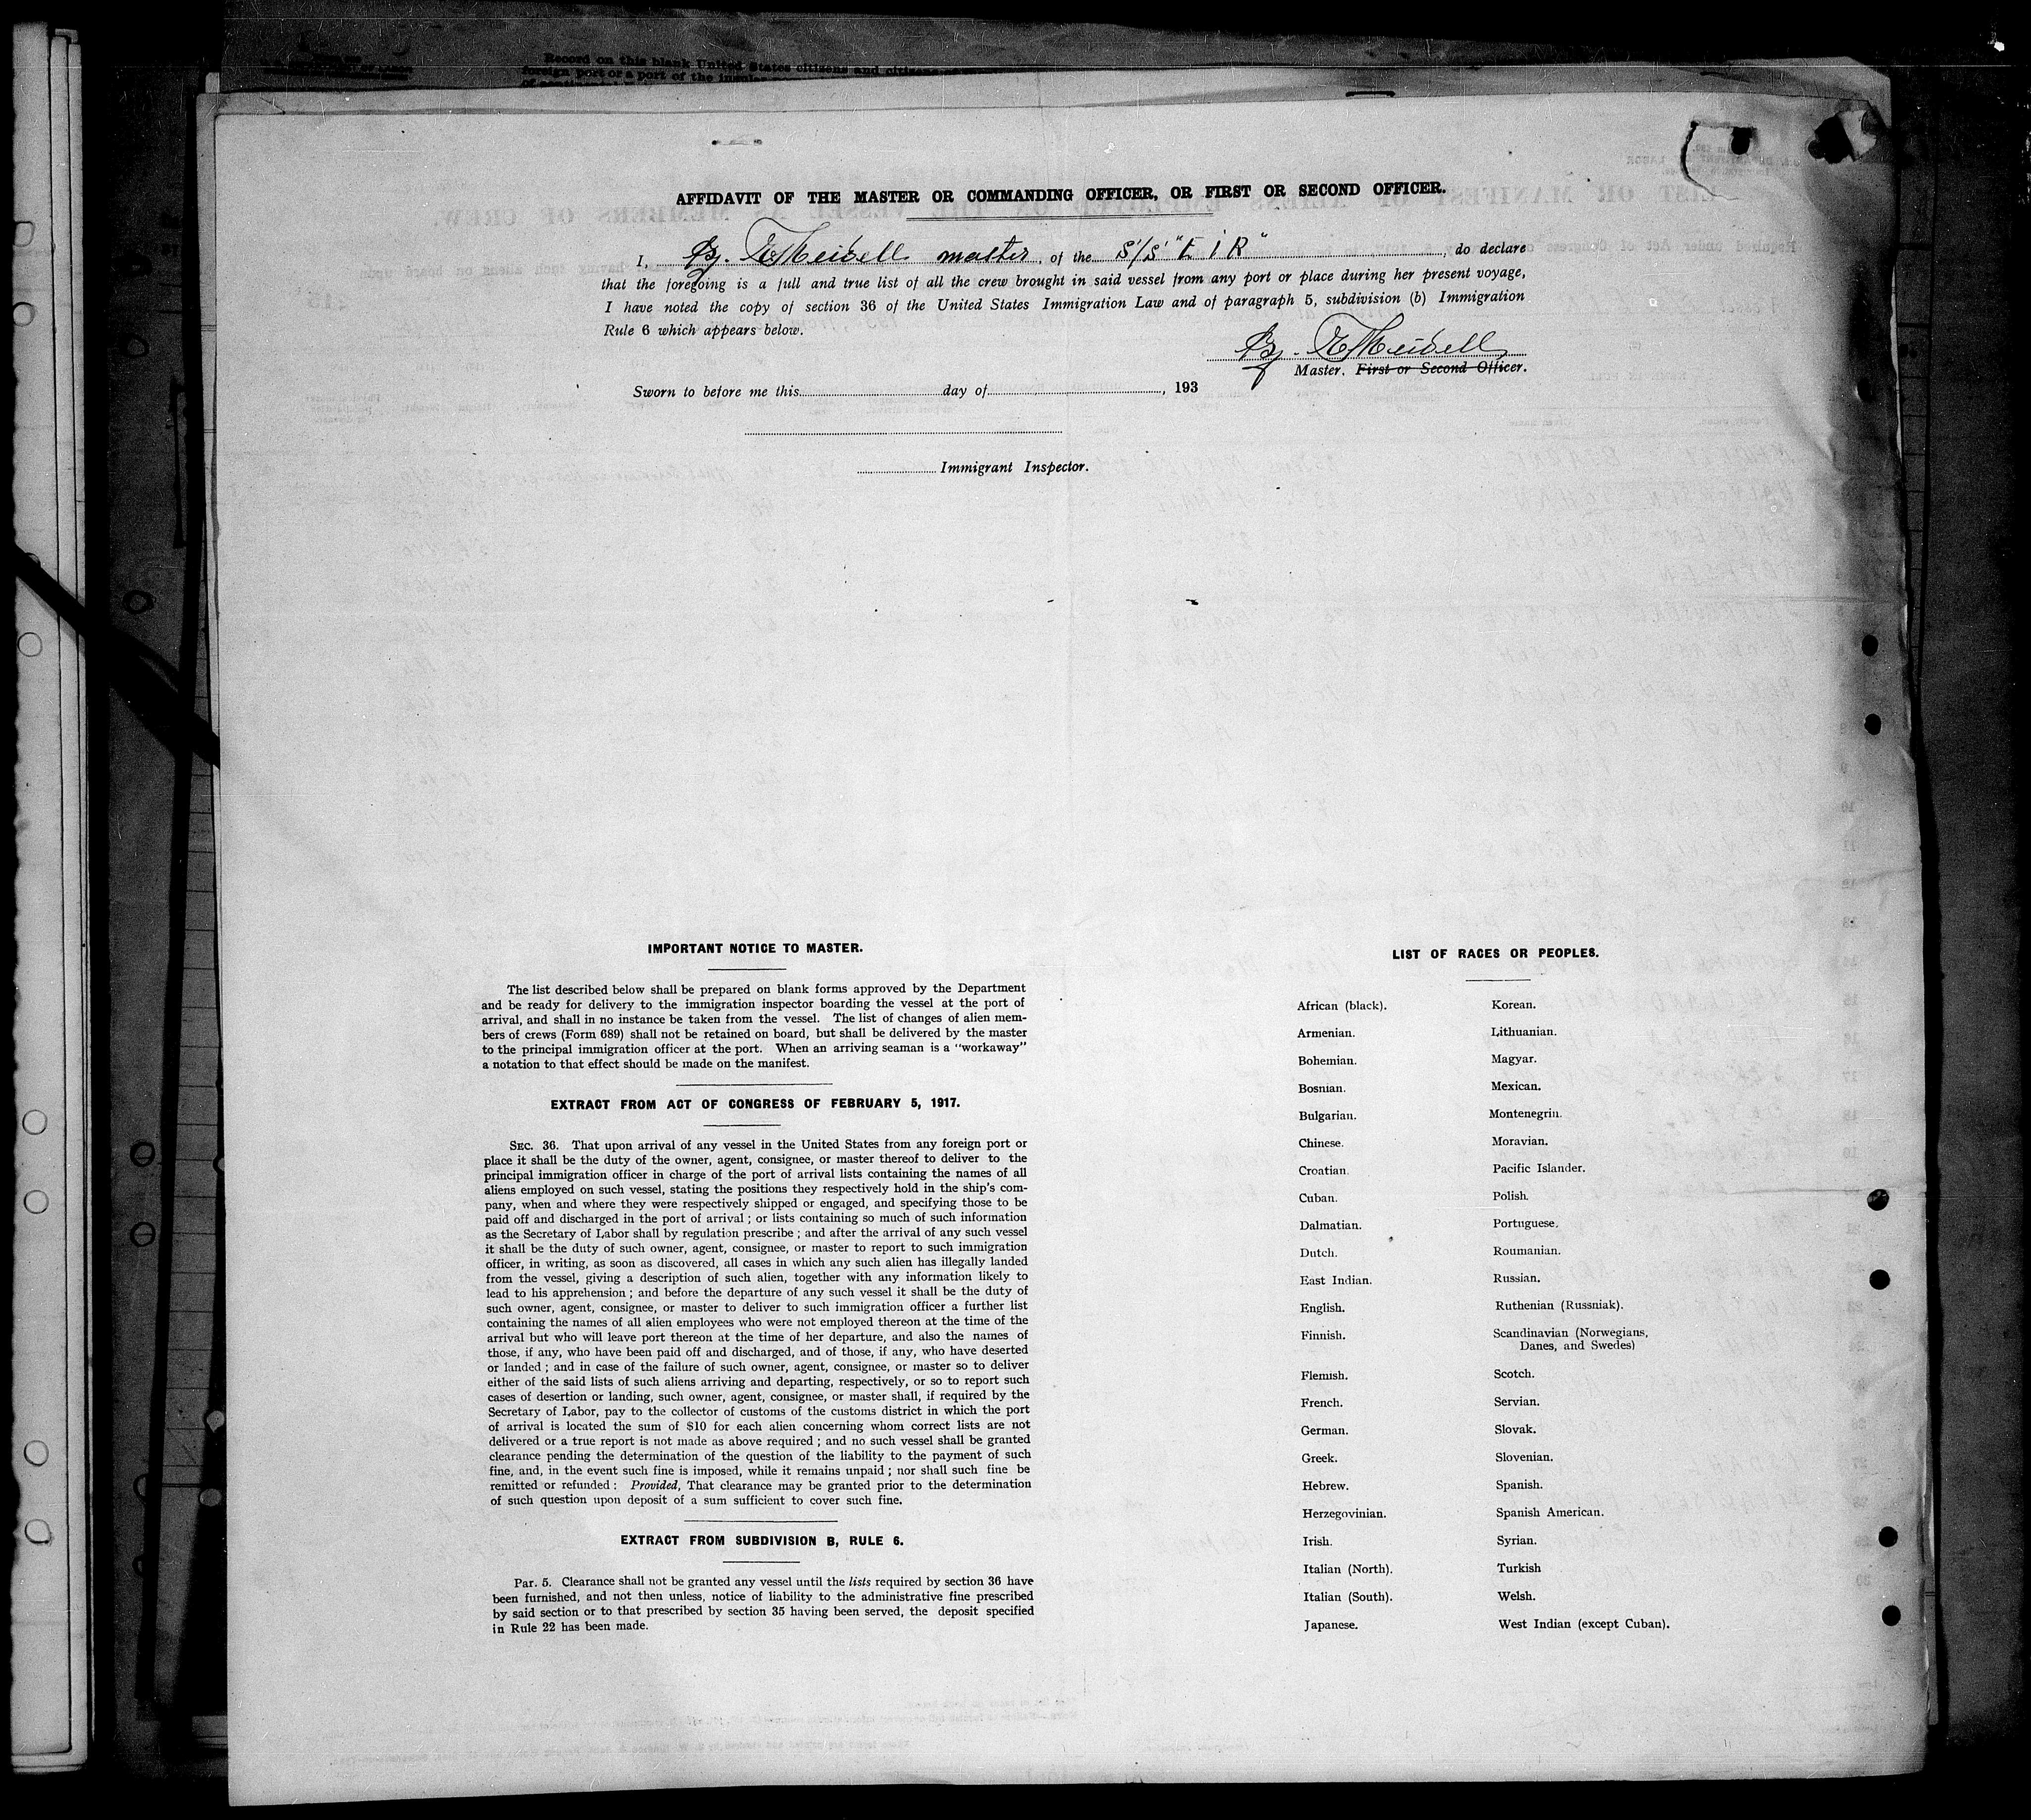 Record on this blank United States citizens and citizens
foreign port or a port of the insular
AFFIDAVIT OF THE MASTER OR COMMANDING OFFICER, OR FIRST OR SECOND OFFICER.
I, master, of the S/S "EIR", do declare
that the foregoing is a full and true list of all the crew brought in said vessel from any port or place during her present voyage,
I have noted the copy of section 36 of the United States Immigration Law and of paragraph 5, subdivision (b) Immigration
Rule 6 which appears below.
Master, First or Second Officer.
Sworn to before me this day of, 193
Immigrant Inspector.
IMPORTANT NOTICE TO MASTER.
The list described below shall be prepared on blank forms approved by the Department
and be ready for delivery to the immigration inspector boarding the vessel at the port of
arrival, and shall in no instance be taken from the vessel. The list of changes of alien mem-
bers of crews (Form 689) shall not be retained on board, but shall be delivered by the master
to the principal immigration officer at the port. When an arriving seaman is a "workaway"
a notation to that effect should be made on the manifest.
EXTRACT FROM ACT OF CONGRESS OF FEBRUARY 5, 1917.
SEC. 36. That upon arrival of any vessel in the United States from any foreign port or
place it shall be the duty of the owner, agent, consignee, or master thereof to deliver to the
principal immigration officer in charge of the port of arrival lists containing the names of all
aliens employed on such vessel, stating the positions they respectively hold in the ship's com-
pany, when and where they were respectively shipped or engaged, and specifying those to be
paid off and discharged in the port of arrival; or lists containing so much of such information
as the Secretary of Labor shall by regulation prescribe; and after the arrival of any such vessel
it shall be the duty of such owner, agent, consignee, or master to report to such immigration
officer, in writing, as soon as discovered, all cases in which any such alien has illegally landed
from the vessel, giving a description of such alien, together with any information likely to
lead to his apprehension; and before the departure of any such vessel it shall be the duty of
such owner, agent, consignee, or master to deliver to such immigration officer a further list
containing the names of all alien employees who were not employed thereon at the time of the
arrival but who will leave port thereon at the time of her departure, and also the names of
those, if any, who have been paid off and discharged, and of those, if any, who have deserted
or landed; and in case of the failure of such owner, agent, consignee, or master so to deliver
either of the said lists of such aliens arriving and departing, respectively, or so to report such
cases of desertion or landing, such owner, agent, consignee, or master shall, if required by the
Secretary of Labor, pay to the collector of customs of the customs district in which the port
of arrival is located the sum of $10 for each alien concerning whom correct lists are not
delivered or a true report is not made as above required; and no such vessel shall be granted
clearance pending the determination of the question of the liability to the payment of such
fine, and, in the event such fine is imposed, while it remains unpaid; nor shall such fine be
remitted or refunded: Provided, That clearance may be granted prior to the determination
of such question upon deposit of a sum sufficient to cover such fine.
EXTRACT FROM SUBDIVISION B, RULE 6.
Par. 5. Clearance shall not be granted any vessel until the lists required by section 36 have
been furnished, and not then unless, notice of liability to the administrative fine prescribed
by said section or to that prescribed by section 35 having been served, the deposit specified
in Rule 22 has been made.
LIST OF RACES OR PEOPLES.
African (black).
Armenian.
Bohemian.
Bosnian.
Bulgarian.
Chinese.
Croatian.
Cuban.
Dalmatian.
Dutch.
East Indian.
English.
Finnish.
Flemish.
French.
German.
Greek.
Hebrew.
Herzegovinian.
Irish.
Italian (North).
Italian (South).
Japanese.
Korean.
Lithuanian.
Magyar.
Mexican.
Montenegrin.
Moravian.
Pacific Islander.
Polish.
Portuguese.
Roumanian.
Russian.
Ruthenian (Russniak).
Scandinavian (Norwegians,
Danes, and Swedes)
Scotch.
Servian.
Slovak.
Slovenian.
Spanish.
Spanish American.
Syrian.
Turkish
Welsh.
West Indian (except Cuban).